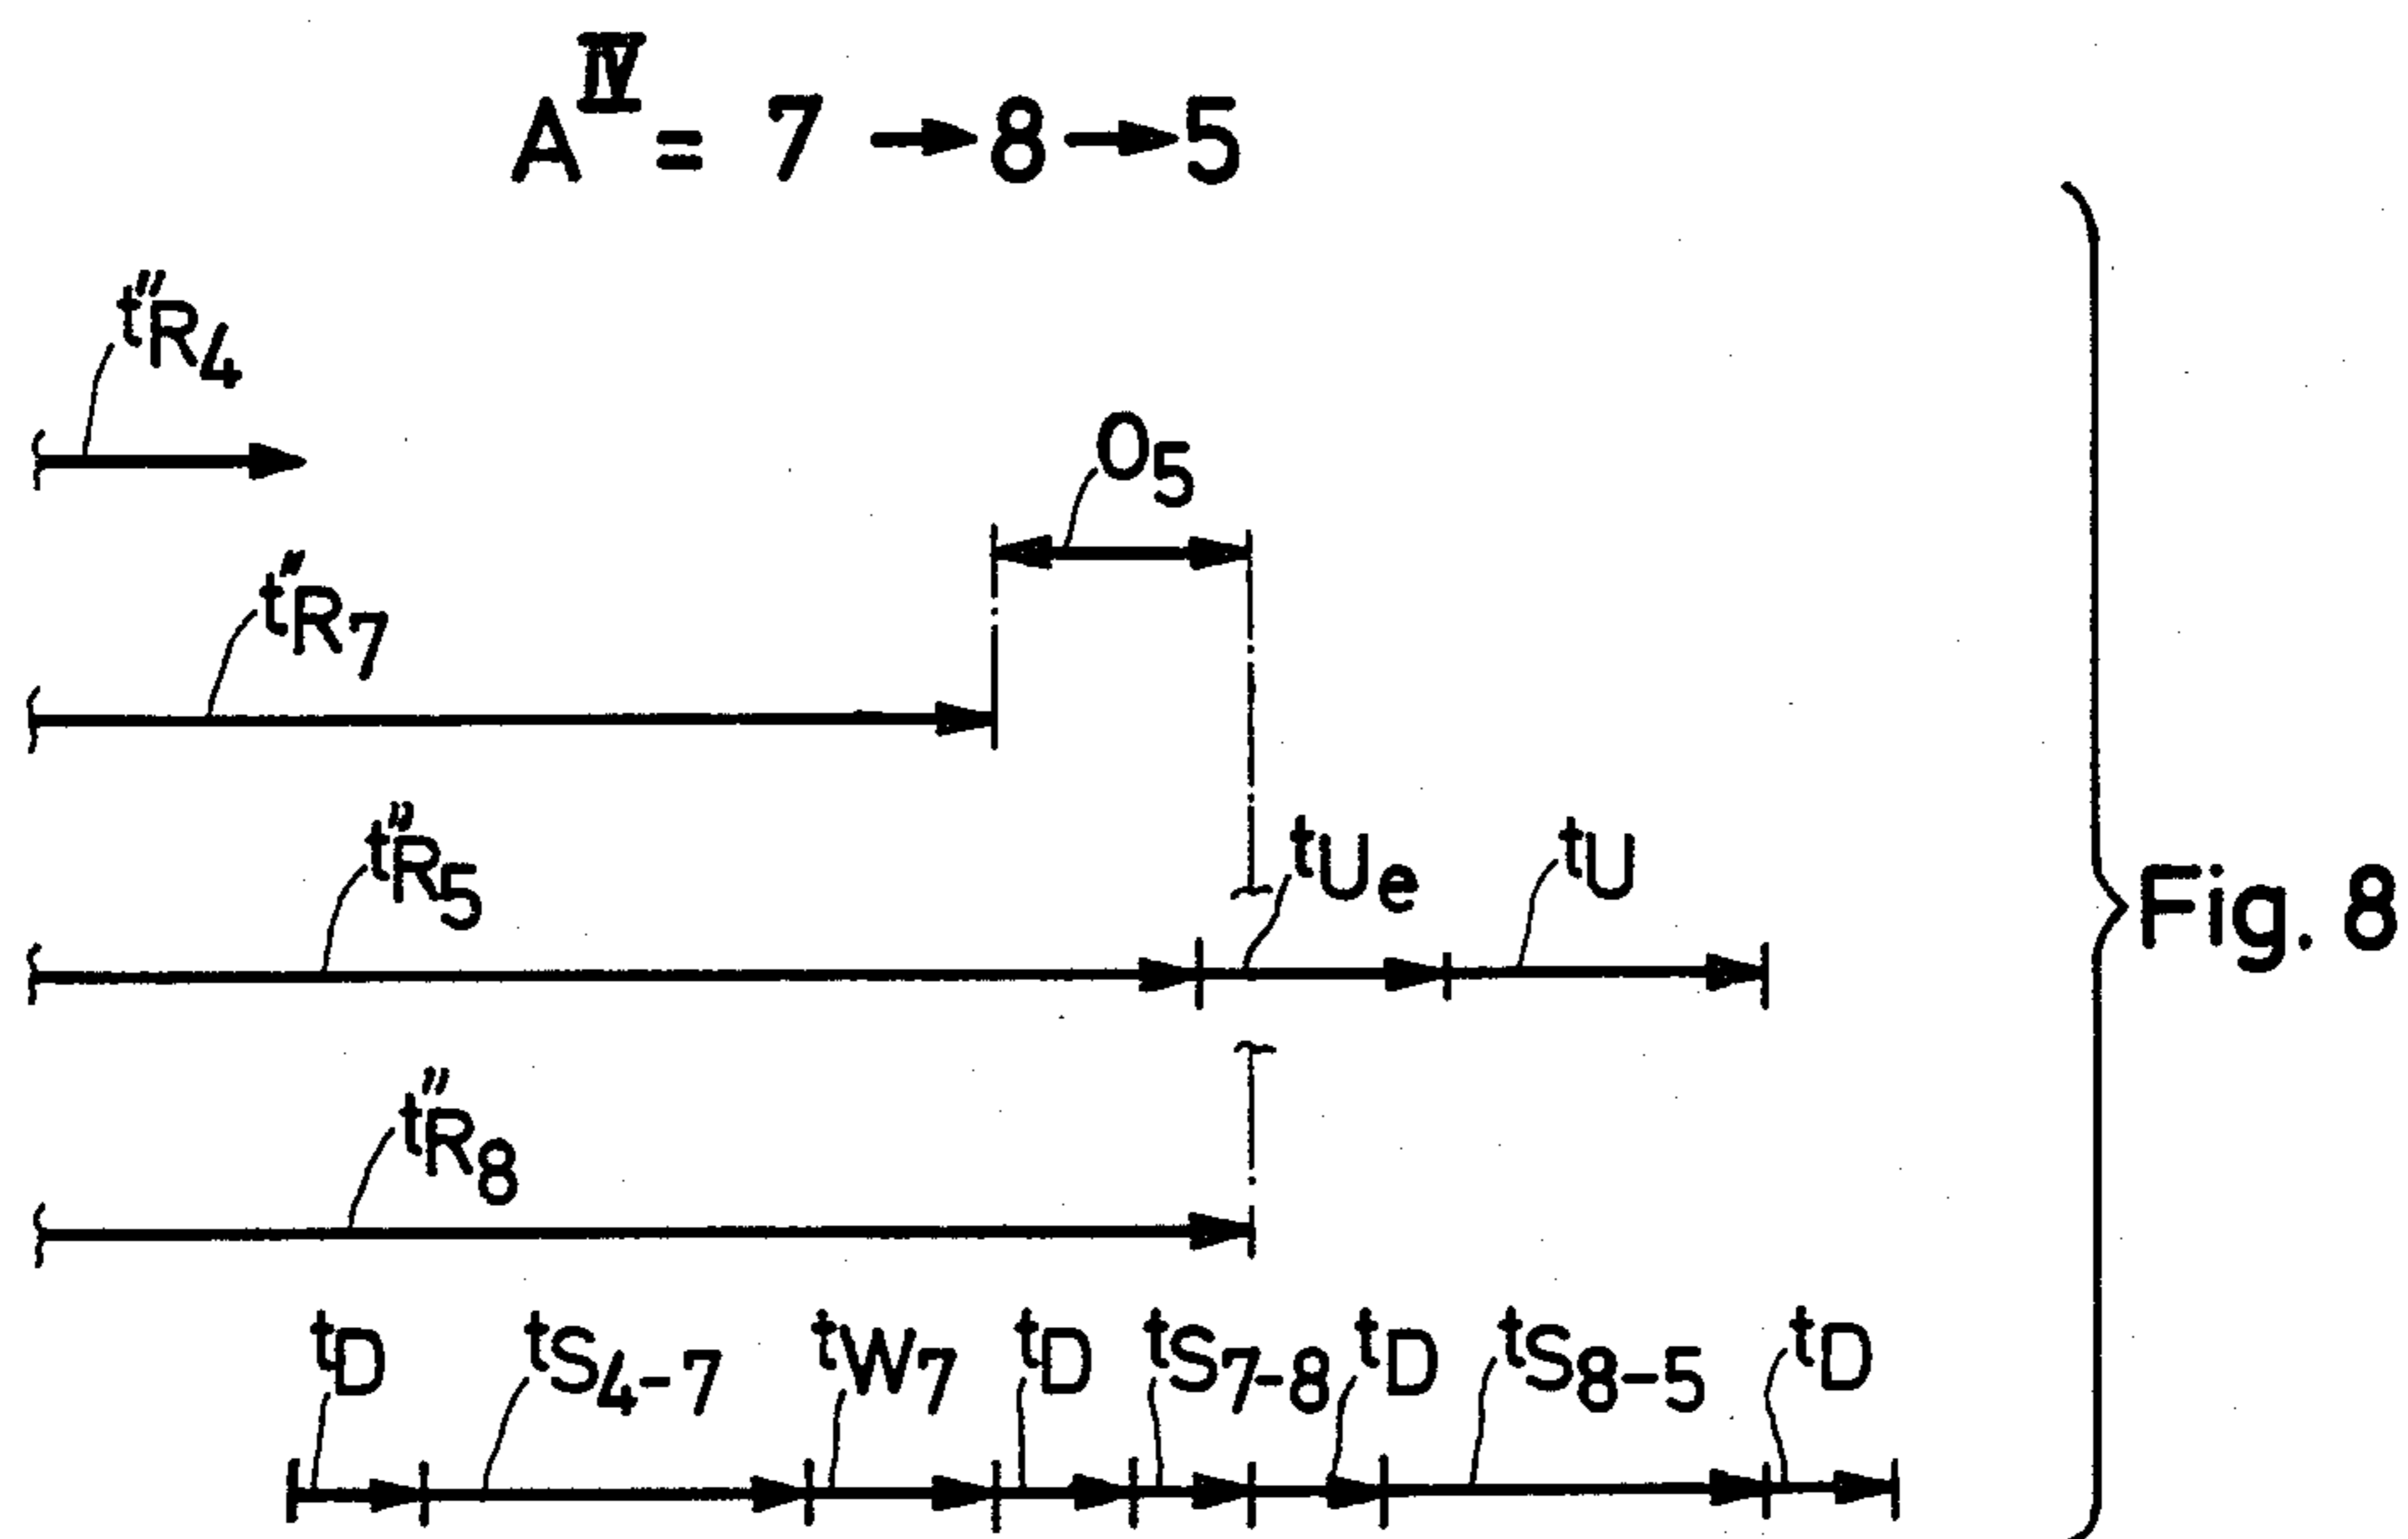 A^IV = 7 → 8 → 5
t"R4
O5
t"R7
t"R5
tUe
tU
Fig. 8
t"R8
tD
tS4-7
tW7
tD
tS7-8
tD
tS8-5
tD